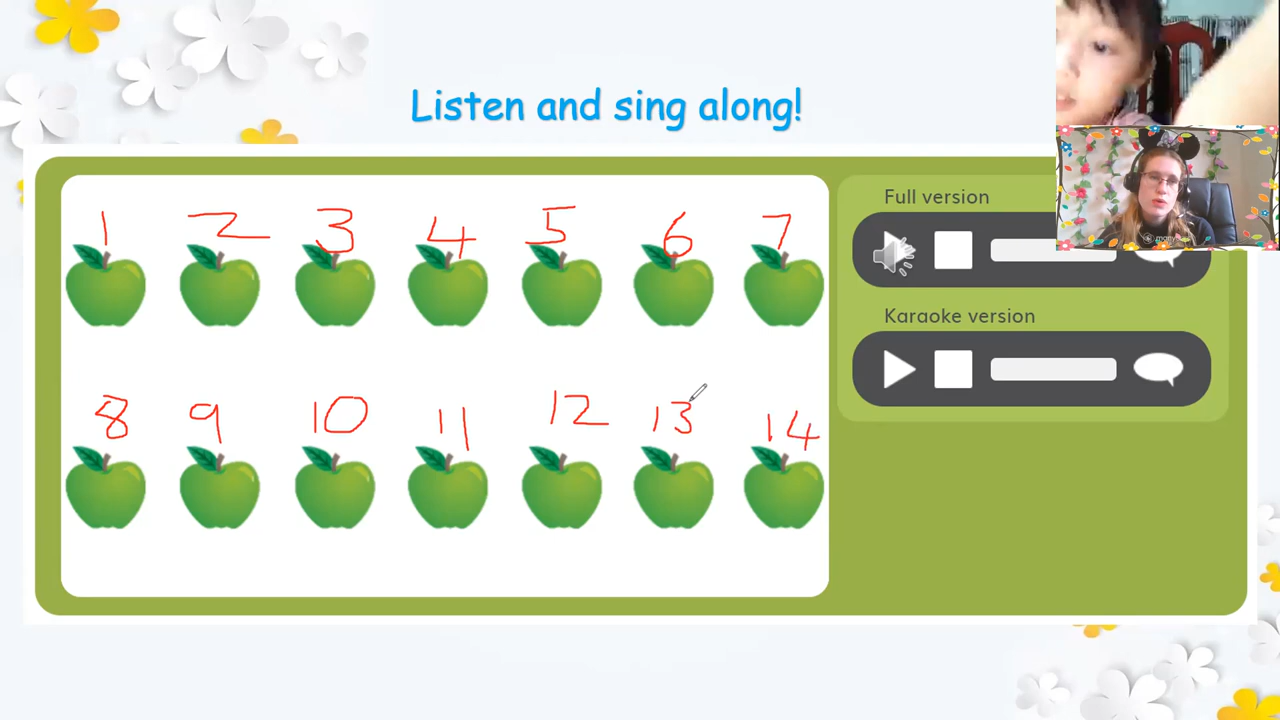 Listen and sing along!
1 2 3 4 5 6 7
8 9 10 11 12 13 14
Full version
Karaoke version